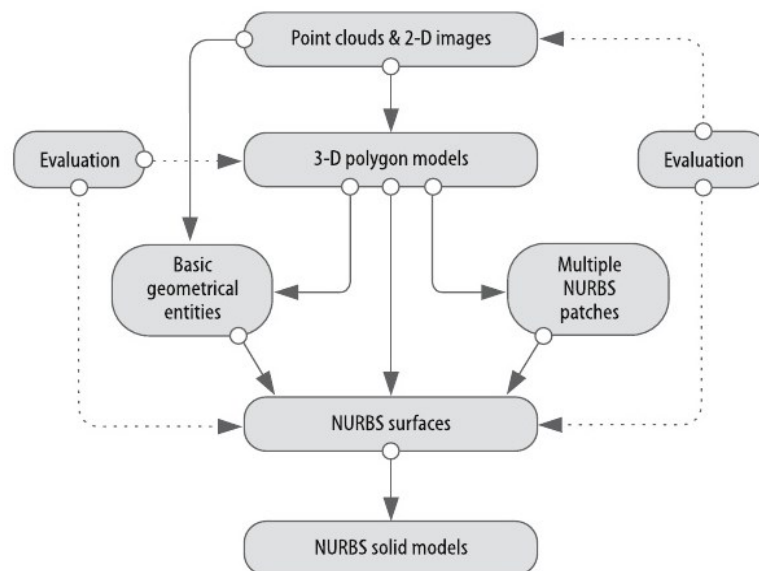 Point clouds & 2-D images
Evaluation
3-D polygon models
Evaluation
Basic
geometrical
entities
Multiple
NURBS
patches
NURBS surfaces
NURBS solid models